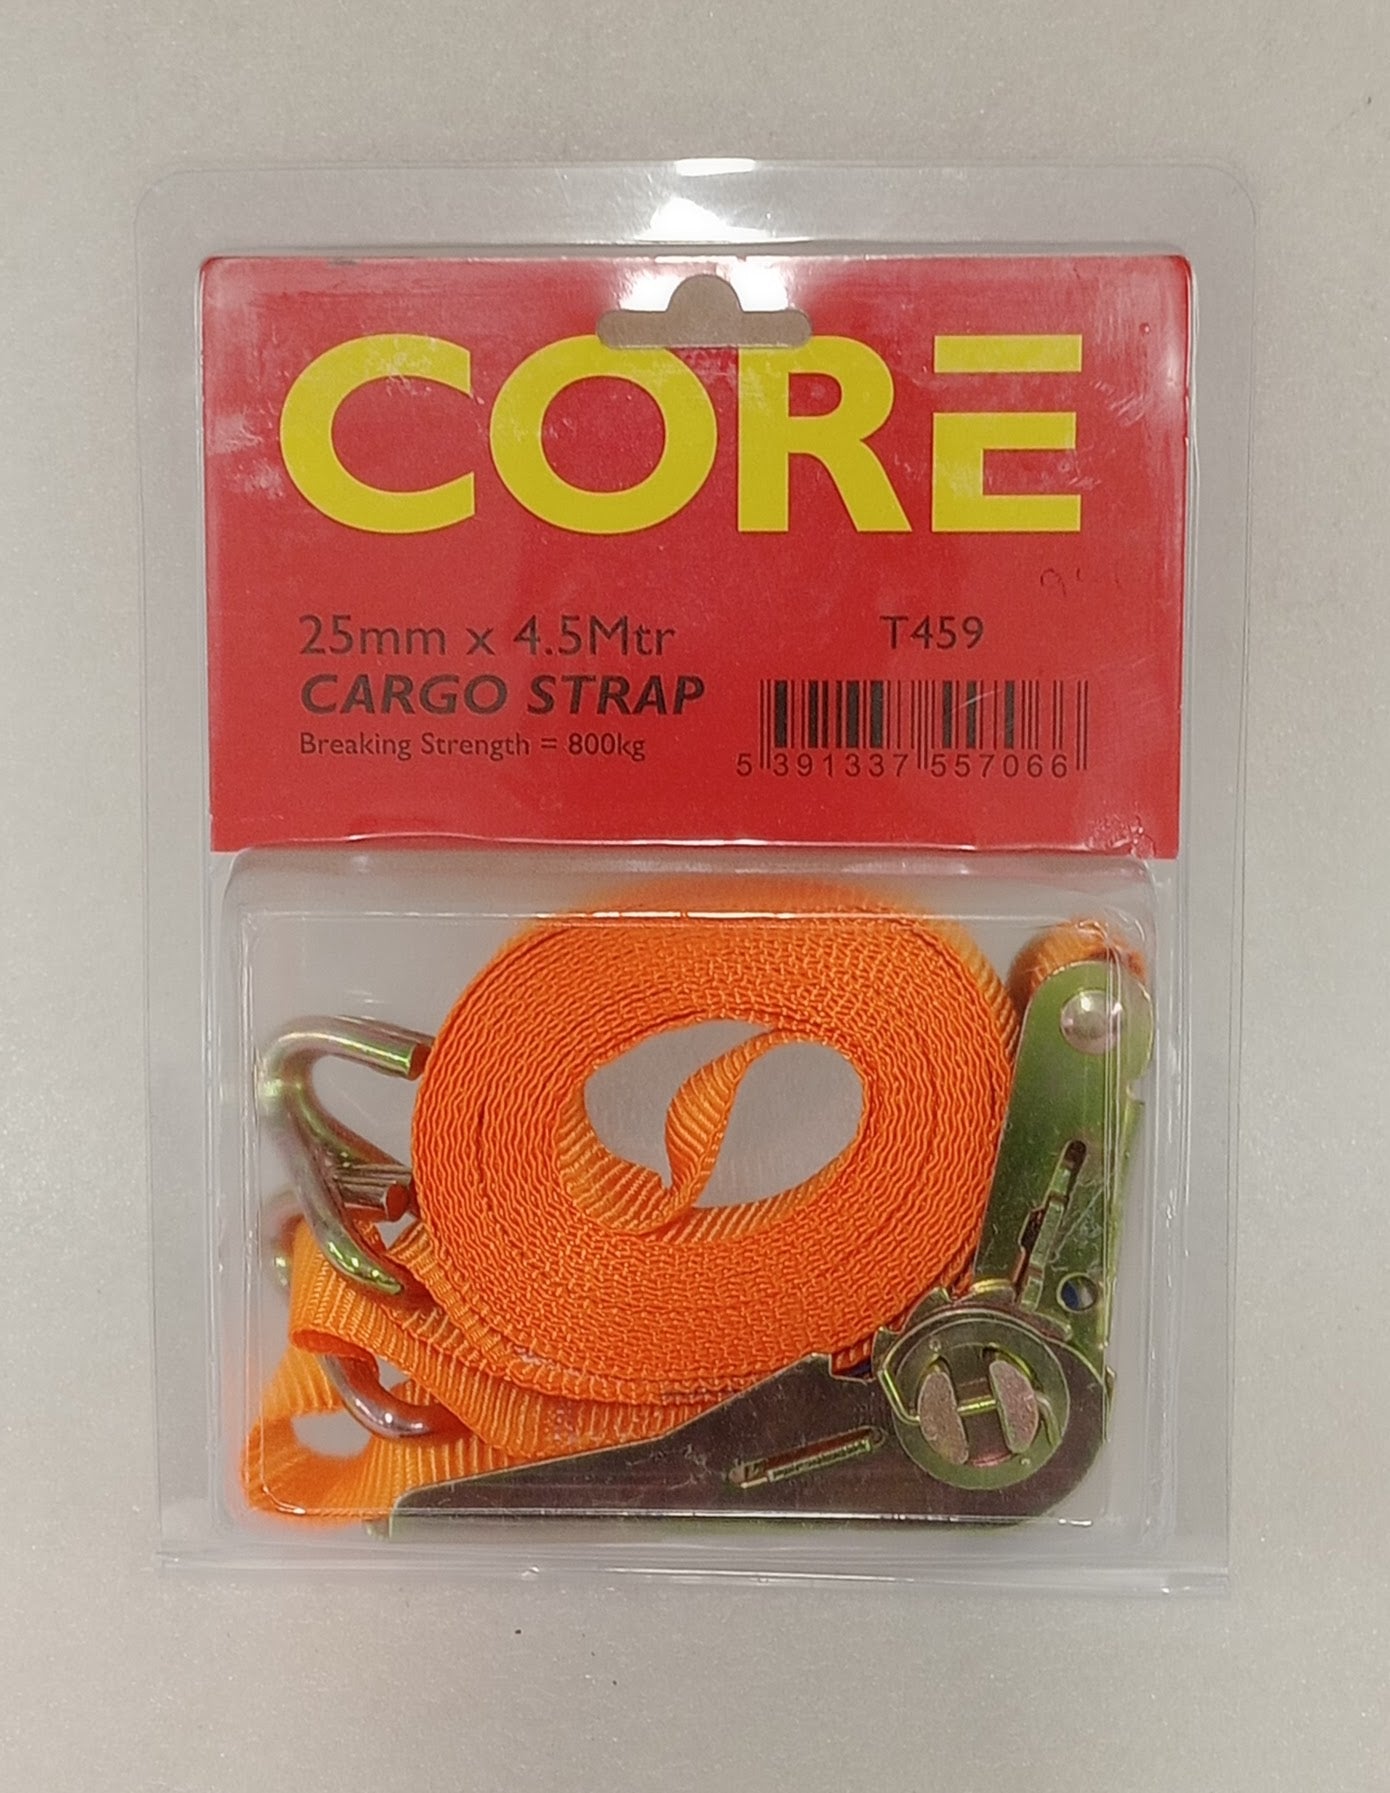 CORE
25mm x 4.5Mtr
T459
CARGO STRAP
Breaking Strength = 800kg
5 391337 557066